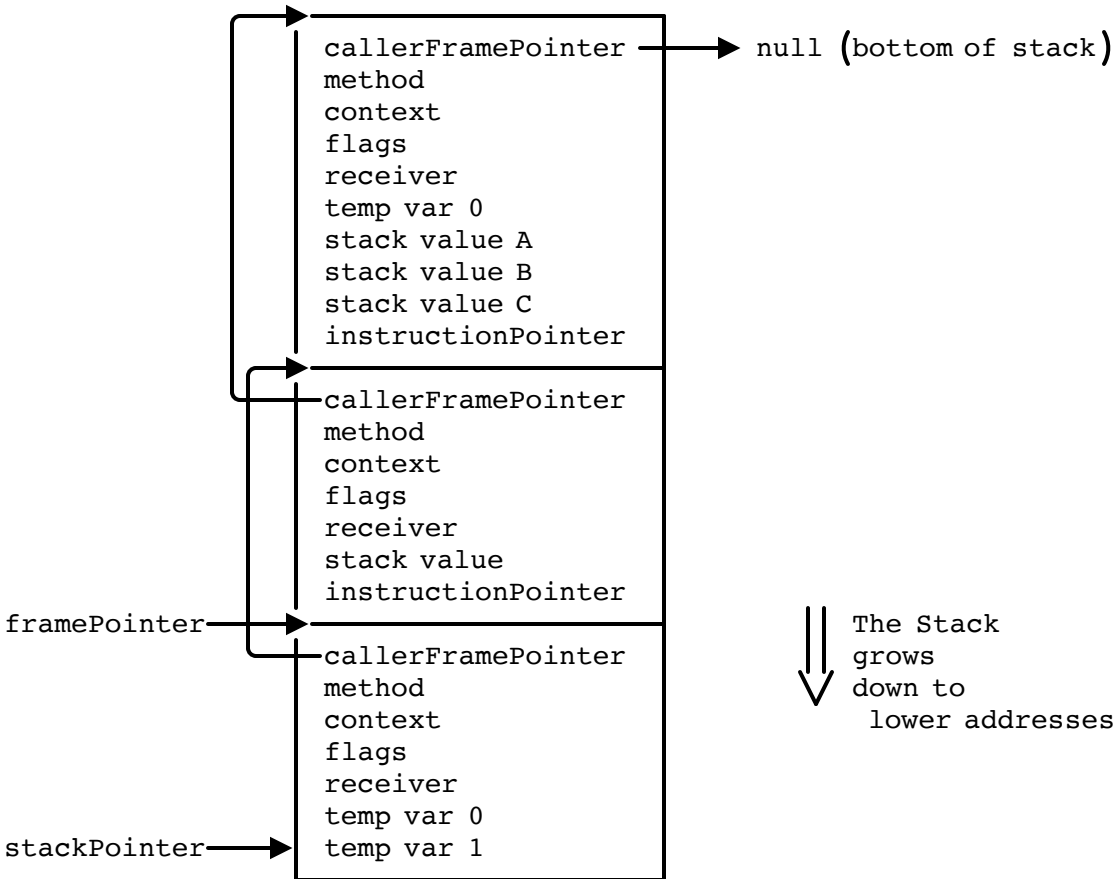 callerFramePointer null (bottom of stack)
method
context
flags
receiver
temp var 0
stack value A
stack value B
stack value C
instructionPointer
callerFramePointer
method
context
flags
receiver
stack value
instructionPointer
framePointer
callerFramePointer
method
context
flags
receiver
temp var 0
stackPointer temp var 1
The Stack
grows
down to
lower addresses